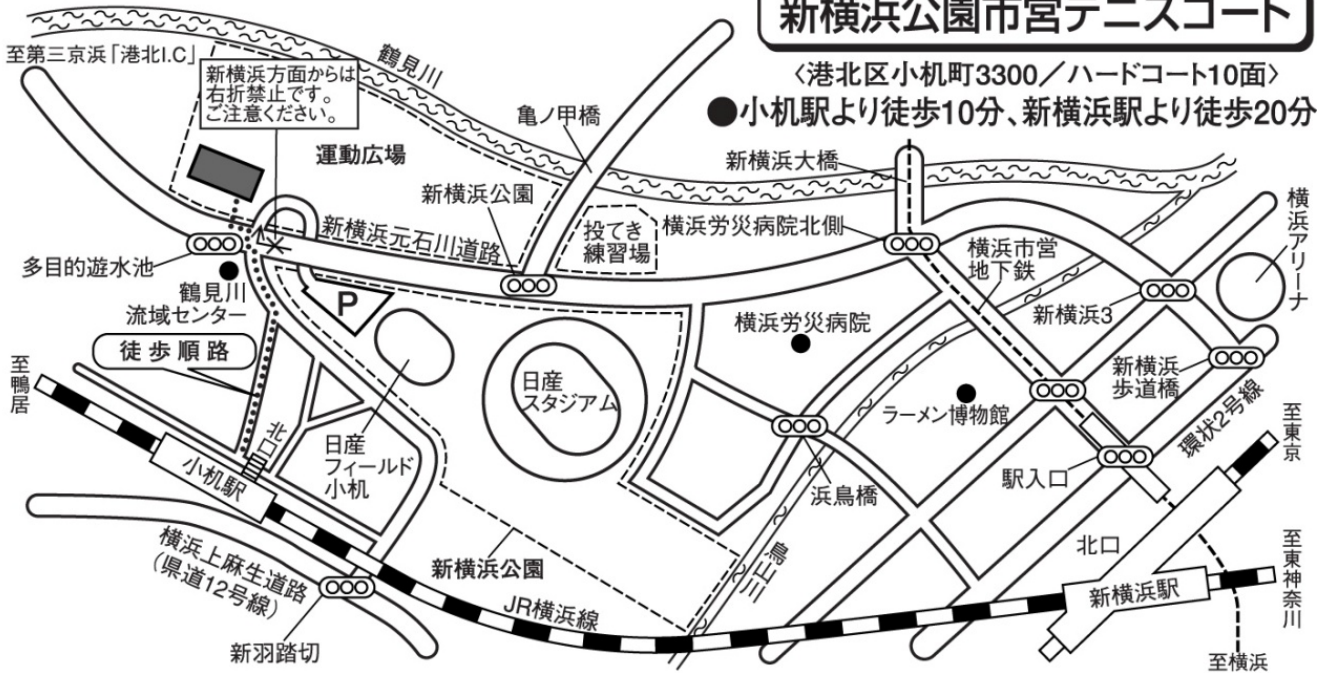 新横浜公園市営テニスコート
〈港北区小机町3300／ハードコート10面〉
●小机駅より徒歩10分、新横浜駅より徒歩20分
至第三京浜「港北I.C」
鶴見川
新横浜方面からは
右折禁止です。
ご注意ください。
運動広場
亀ノ甲橋
新横浜大橋
新横浜公園
投てき
練習場
横浜労災病院北側
横浜市営
地下鉄
横浜アリーナ
新横浜元石川道路
多目的遊水池
鶴見川
流域センター
P
新横浜3
横浜労災病院
徒歩順路
至鴨居
日産
スタジアム
ラーメン博物館
新横浜
歩道橋
環状2号線
至東京
北口
小机駅
日産
フィールド
小机
浜鳥橋
駅入口
横浜上麻生道路
(県道12号線)
新横浜公園
鳥山川
北口
至東神奈川
JR横浜線
新横浜駅
新羽踏切
至横浜